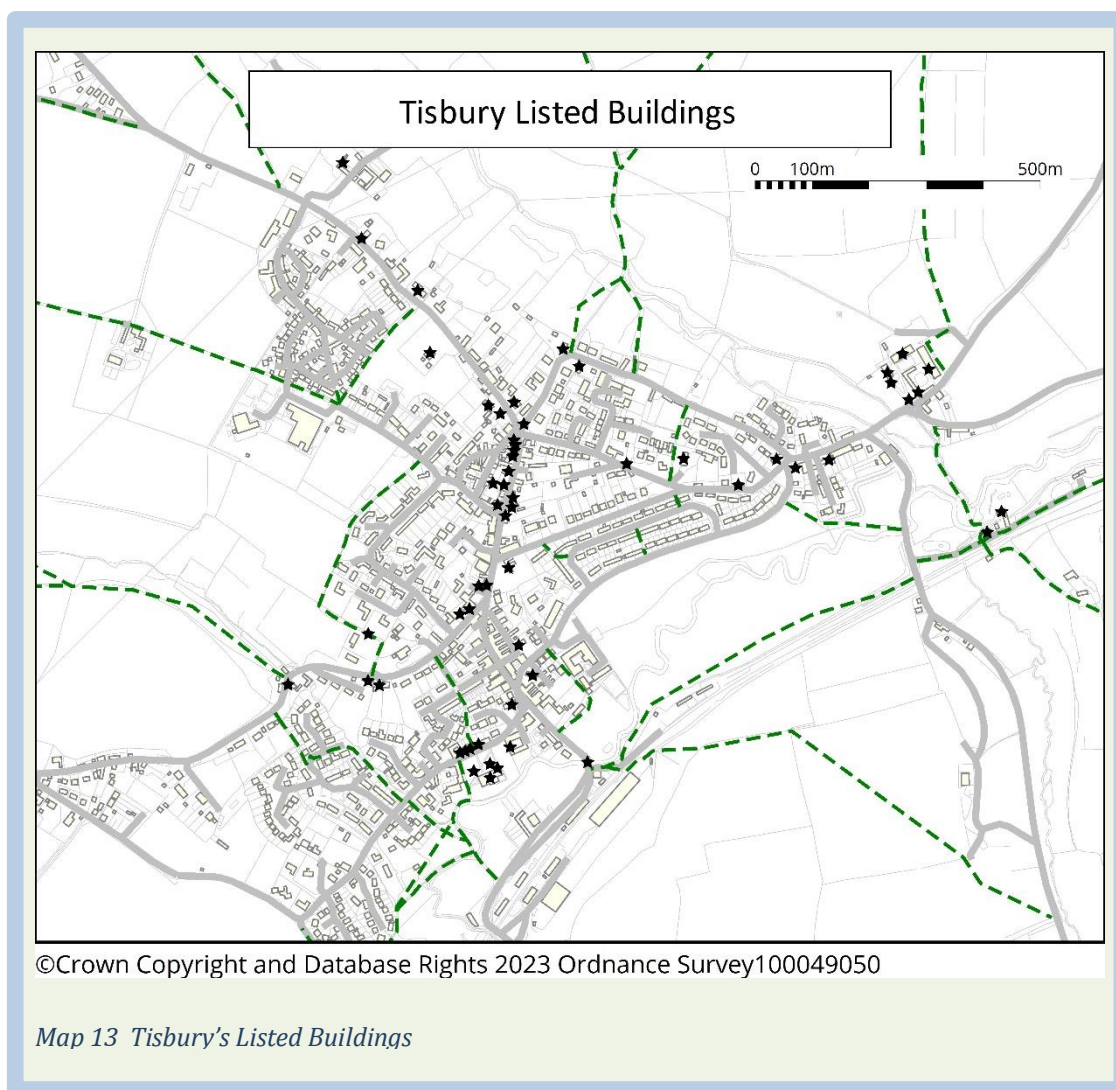 Tisbury Listed Buildings
0 100m 500m
©Crown Copyright and Database Rights 2023 Ordnance Survey100049050
Map 13 Tisbury's Listed Buildings